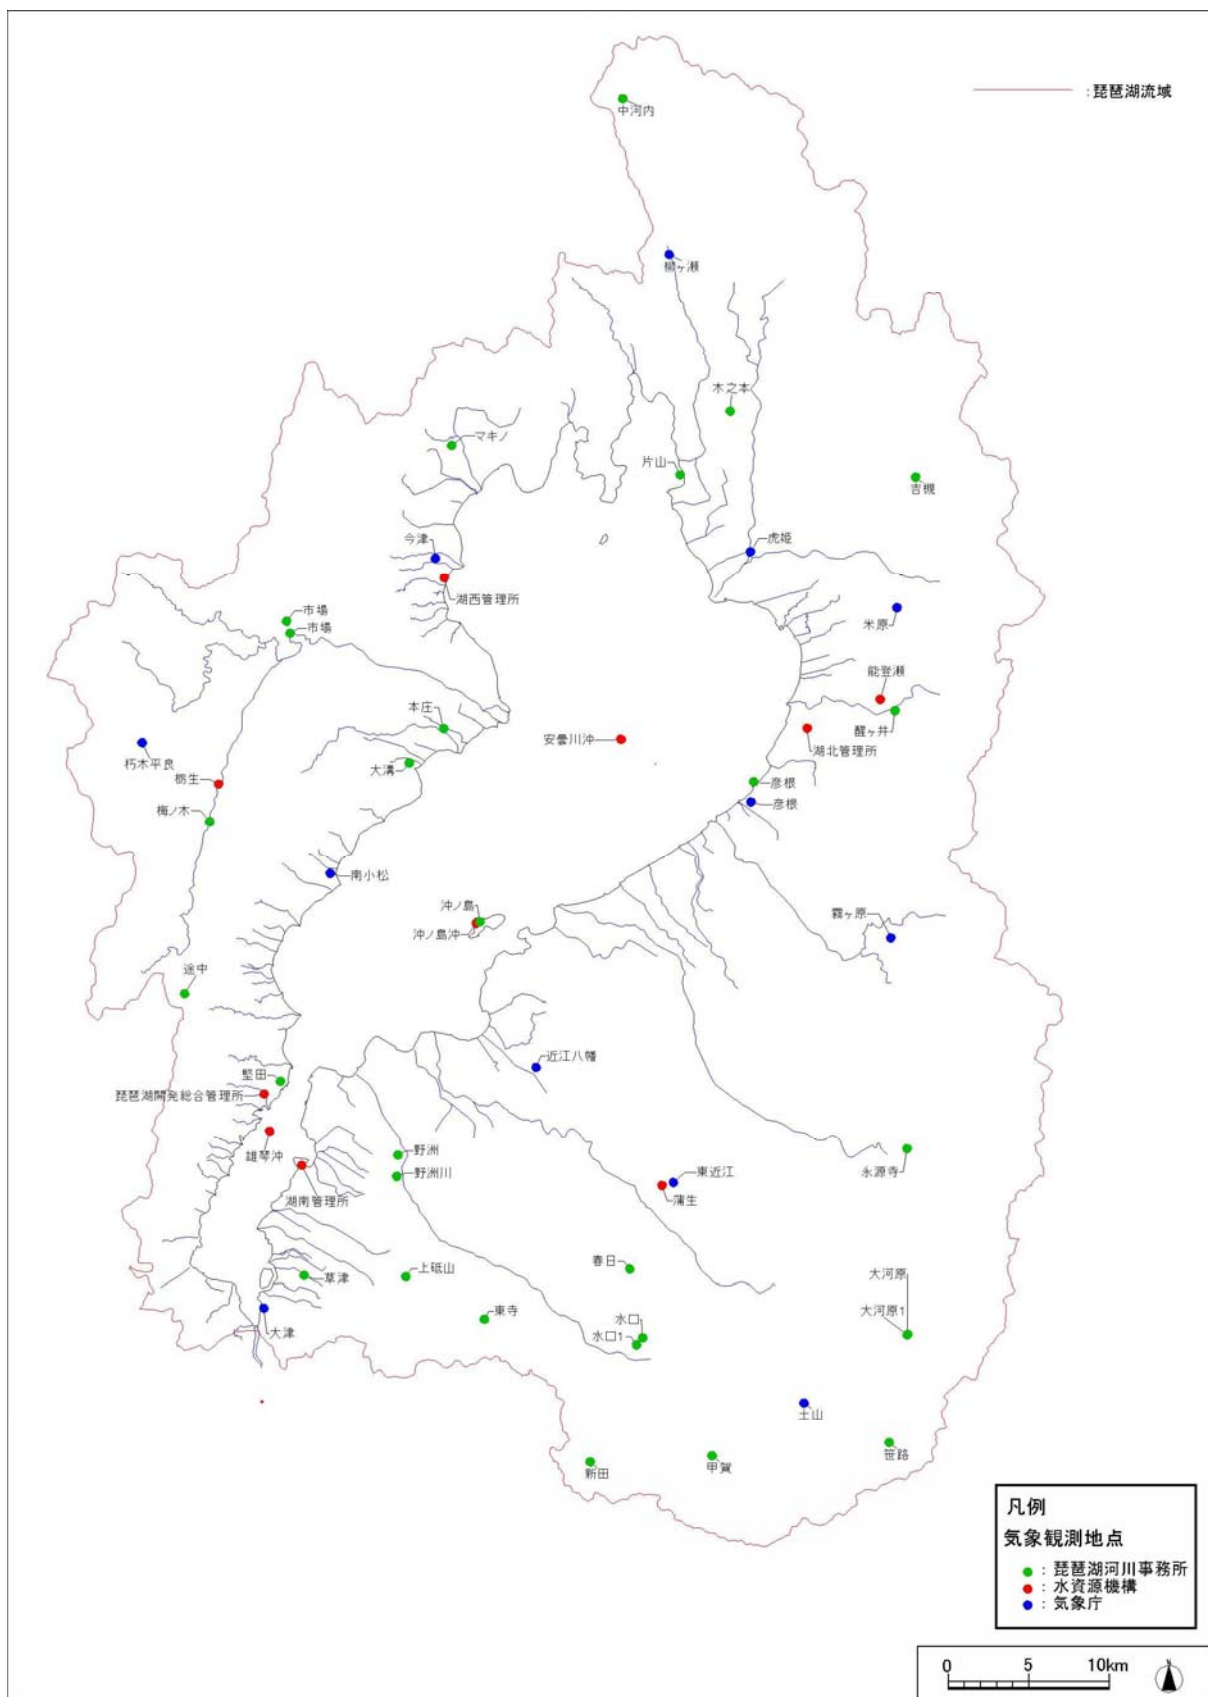 ：琵琶湖流域
中河内
柳ヶ瀬
木之本
マキノ
片山
吉槻
今津
虎姫
湖西管理所
市場
米原
市場
能登瀬
本庄
安曇川沖
醒ヶ井
湖北管理所
朽木平良
大溝
栃生
彦根
彦根
梅ノ木
南小松
沖ノ島
霧ヶ原
沖ノ島沖
途中
近江八幡
堅田
琵琶湖開発総合管理所
雄琴沖
野洲
野洲川
永源寺
東近江
湖南管理所
蒲生
春日
上砥山
大河原
草津
東寺
大河原1
水口
水口1
大津
土山
笹路
甲賀
新田
凡例
気象観測地点
：琵琶湖河川事務所
：水資源機構
：気象庁
0 5 10km
N